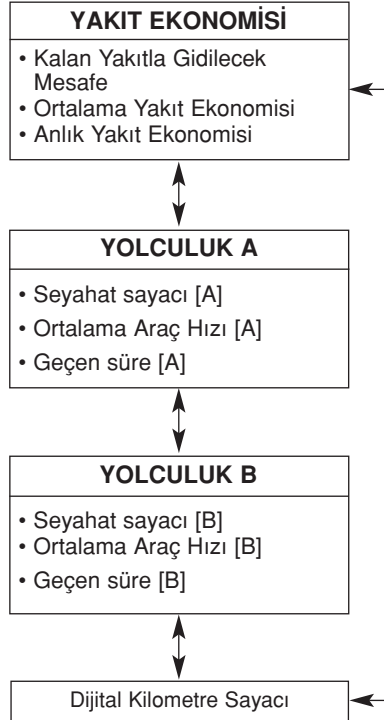 YAKIT EKONOMİSİ
• Kalan Yakıtla Gidilecek
Mesafe
• Ortalama Yakıt Ekonomisi
• Anlık Yakıt Ekonomisi
YOLCULUK A
• Seyahat sayacı [A]
• Ortalama Araç Hızı [A]
• Geçen süre [A]
YOLCULUK B
• Seyahat sayacı [B]
• Ortalama Araç Hızı [B]
• Geçen süre [B]
Dijital Kilometre Sayacı